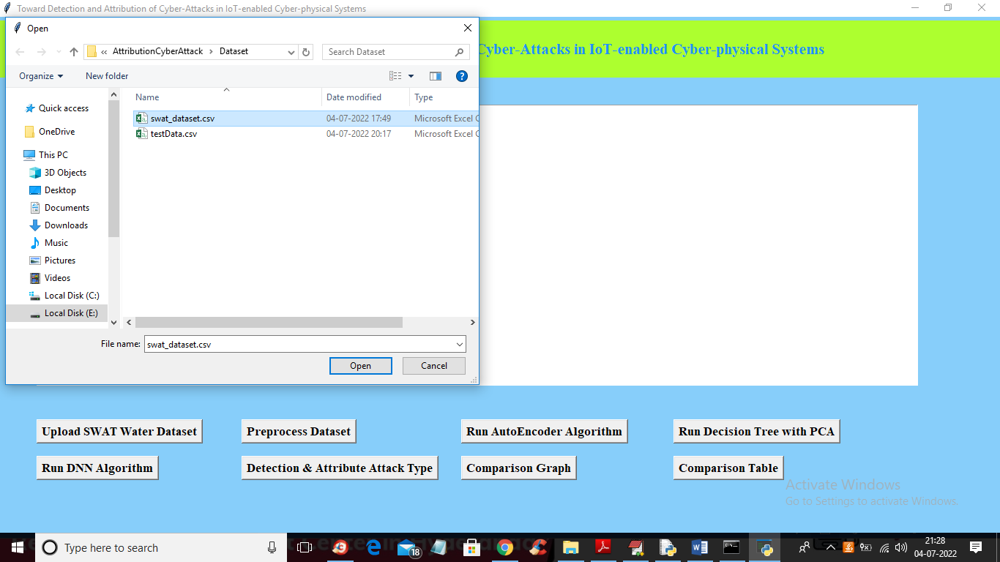 Toward Detection and Attribution of Cyber-Attacks in IoT-enabled Cyber-physical Systems
Open
« AttributionCyberAttack › Dataset
Search Dataset
Cyber-Attacks in IoT-enabled Cyber-physical Systems
Organize
New folder
Name
Date modified
Type
Quick access
OneDrive
This PC
3D Objects
Desktop
Documents
Downloads
Music
Pictures
Videos
Local Disk (C:)
Local Disk (E:)
swat_dataset.csv 04-07-2022 17:49 Microsoft Excel
testData.csv 04-07-2022 20:17 Microsoft Excel
File name: swat_dataset.csv
Open
Cancel
Upload SWAT Water Dataset
Preprocess Dataset
Run AutoEncoder Algorithm
Run Decision Tree with PCA
Run DNN Algorithm
Detection & Attribute Attack Type
Comparison Graph
Comparison Table
Activate Windows
Go to Settings to activate Windows.
Type here to search
18
21:28
04-07-2022